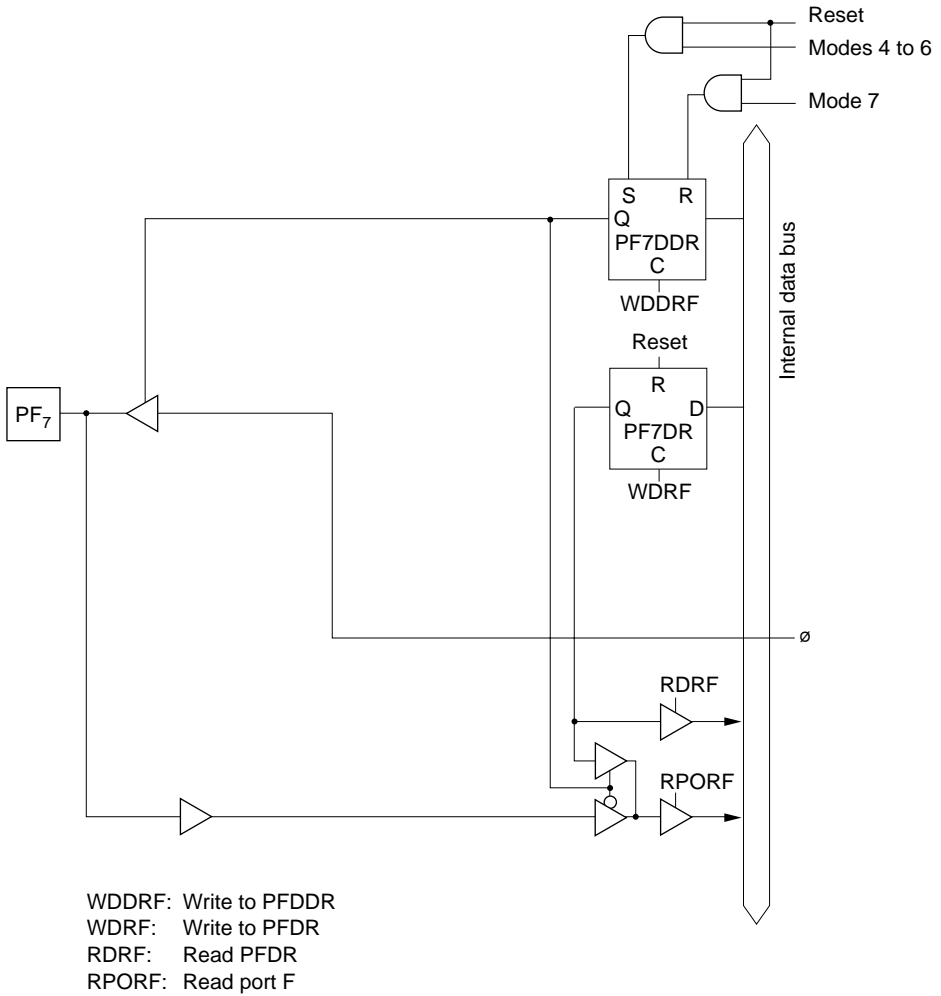 Reset
Modes 4 to 6
Mode 7
S R
Q
PF7DDR
C
WDDRF
Internal data bus
Reset
R
Q D
PF7DR
C
WDRF
PF7
ø
RDRF
RPORF
WDDRF: Write to PFDDR
WDRF: Write to PFDR
RDRF: Read PFDR
RPORF: Read port F